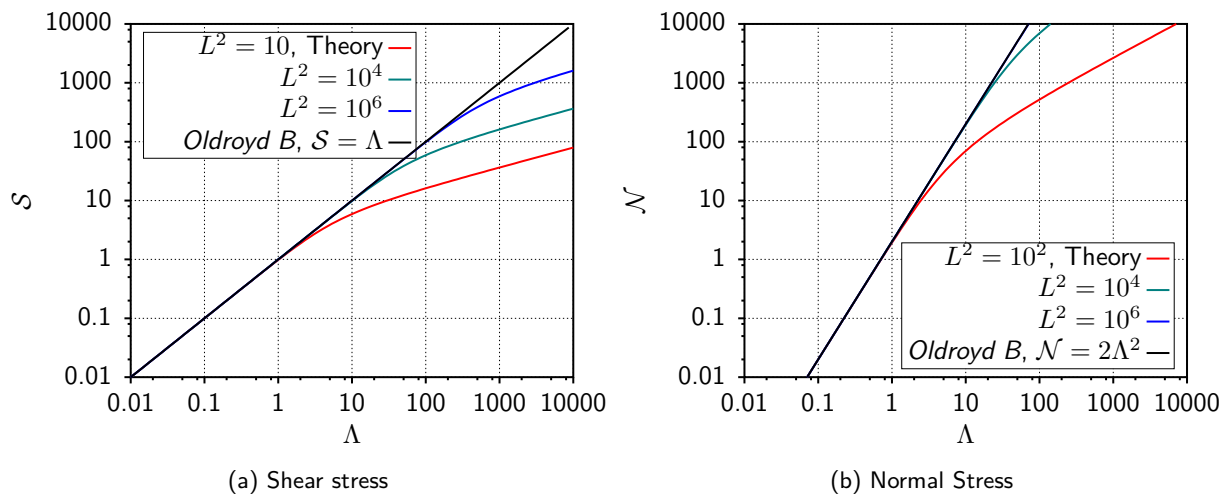 10000
1000
100
10
1
0.1
0.01
0.01 0.1 1 10 100 1000 10000
𝒮
Λ
L² = 10, Theory
L² = 10⁴
L² = 10⁶
Oldroyd B, 𝒮 = Λ
(a) Shear stress
10000
1000
100
10
1
0.1
0.01
0.01 0.1 1 10 100 1000 10000
𝒩
Λ
L² = 10², Theory
L² = 10⁴
L² = 10⁶
Oldroyd B, 𝒩 = 2Λ²
(b) Normal Stress